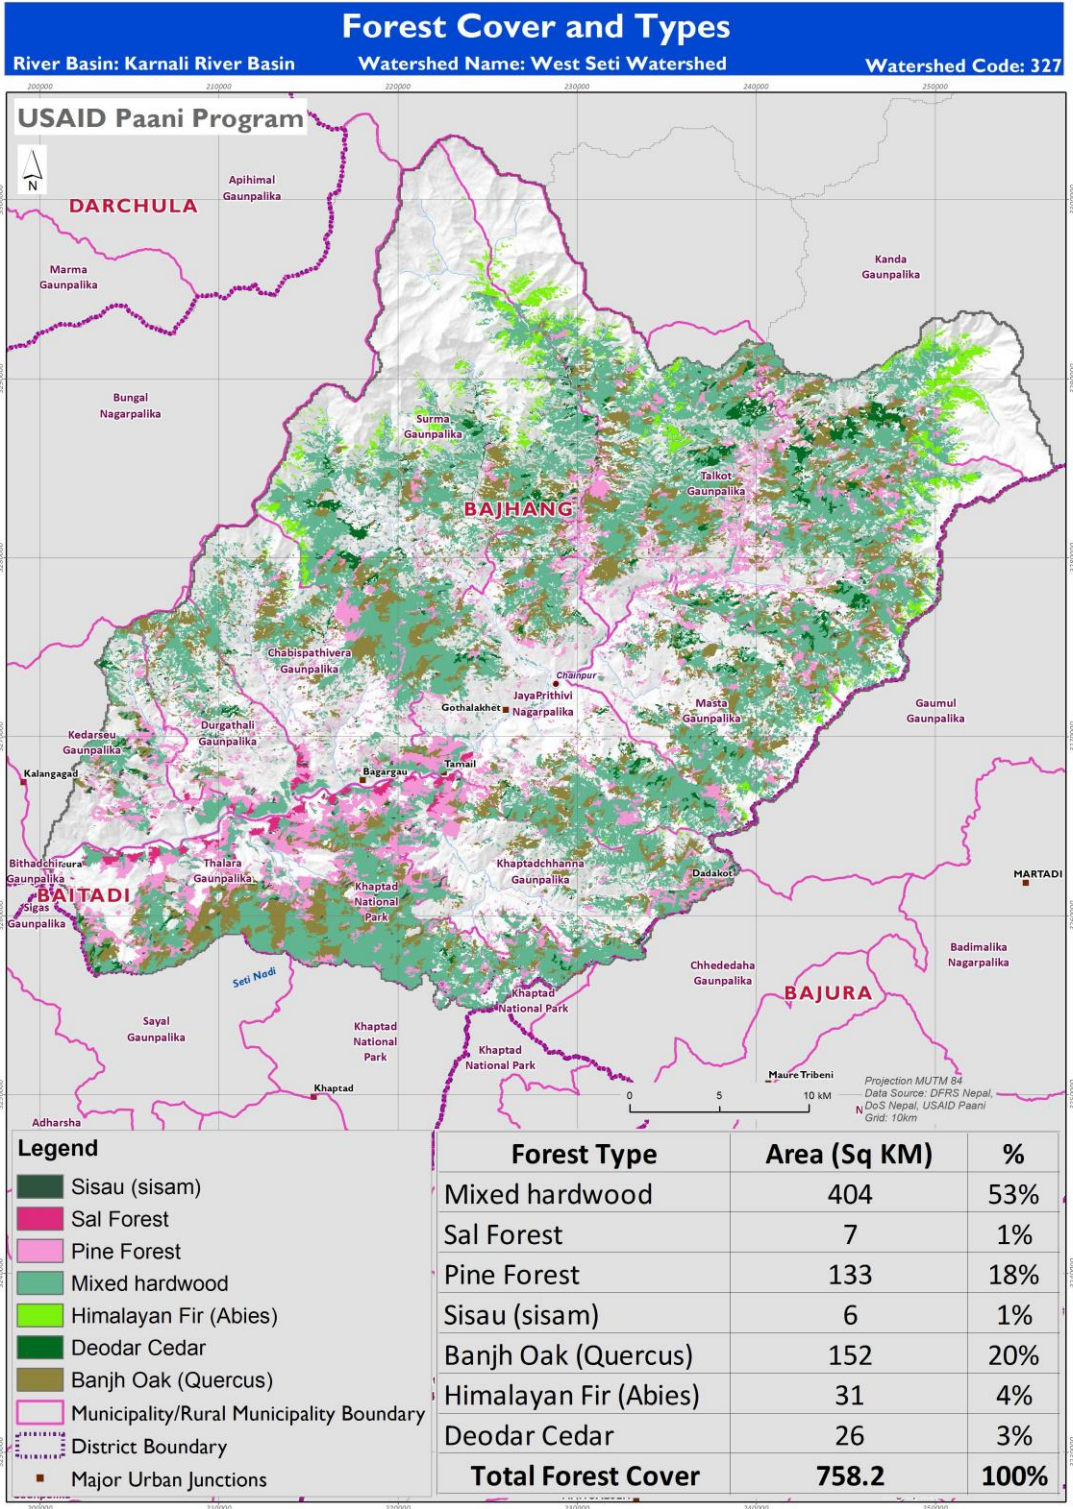 Forest Cover and Types
River Basin: Karnali River Basin Watershed Name: West Seti Watershed Watershed Code: 327
200000 220000 230000 240000 250000
USAID Paani Program
N
Apihimal
Gaunpalika
DARCHULA
Marma
Gaunpalika
Kanda
Gaunpalika
Bungal
Nagarpalika
Surma
Gaunpalika
Talkot
Gaunpalika
BAJHANG
Chabispathivera
Gaunpalika
Chainpur
JayaPrithivi
Nagarpalika
Gothalakhet
Masta
Gaunpalika
Gaumul
Gaunpalika
Durgathali
Gaunpalika
Kedarseu
Gaunpalika
Kalangagad
Bagargau
Tamail
Thalara
Gaunpalika
Khaptadchhanna
Gaunpalika
Dadakot
MARTADI
Gaunpalika
BAITADI
Sigas
Gaunpalika
Khaptad
National
Park
Seti Nadi
Chhededaha
Gaunpalika
Badimalika
Nagarpalika
BAJURA
Khaptad
National Park
Sayal
Gaunpalika
Khaptad
National
Park
Khaptad
National Park
Khaptad
Maure Tribeni
Adharsha
0 5 10 kM
N
Projection MUTM 84
Data Source: DFRS Nepal,
DoS Nepal, USAID Paani
Grid: 10km
Legend
Sisau (sisam)
Sal Forest
Pine Forest
Mixed hardwood
Himalayan Fir (Abies)
Deodar Cedar
Banjh Oak (Quercus)
Municipality/Rural Municipality Boundary
District Boundary
Major Urban Junctions
Forest Type Area (Sq KM) %
Mixed hardwood 404 53%
Sal Forest 7 1%
Pine Forest 133 18%
Sisau (sisam) 6 1%
Banjh Oak (Quercus) 152 20%
Himalayan Fir (Abies) 31 4%
Deodar Cedar 26 3%
Total Forest Cover 758.2 100%